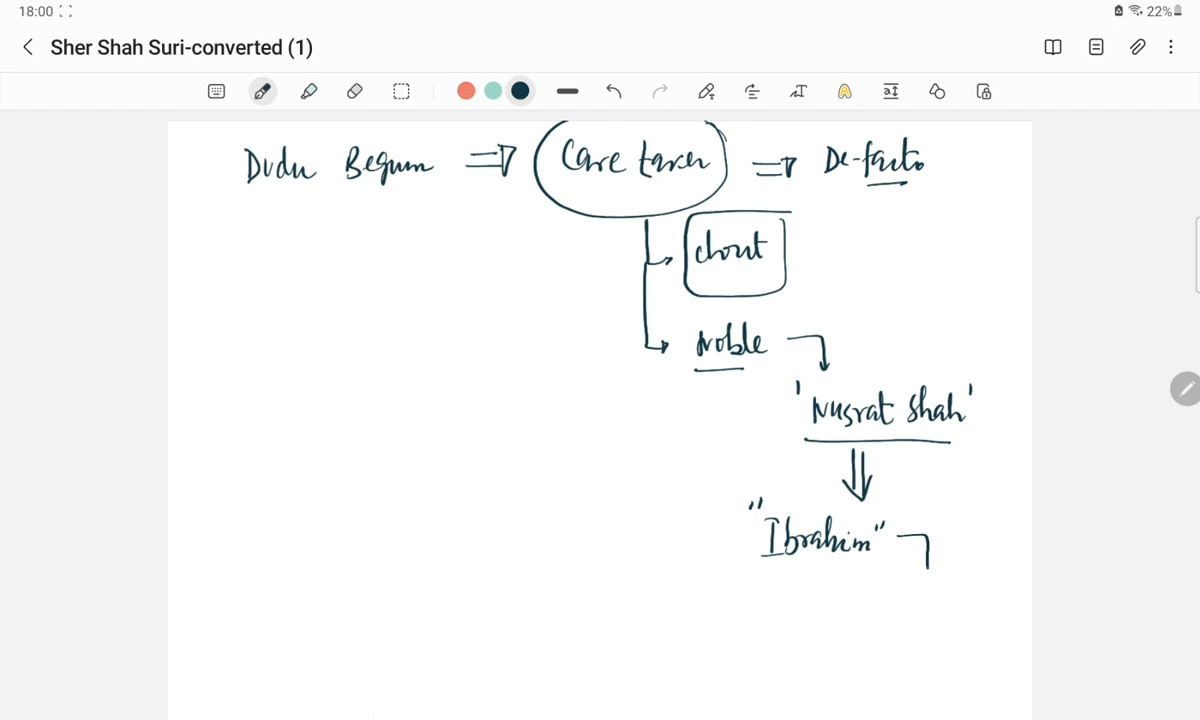 18:00 22%
Sher Shah Suri-converted (1)
Dudu Begum ⇒ Care taker ⇒ De-facto
chout
Noble
'Nusrat Shah'
"Ibrahim"